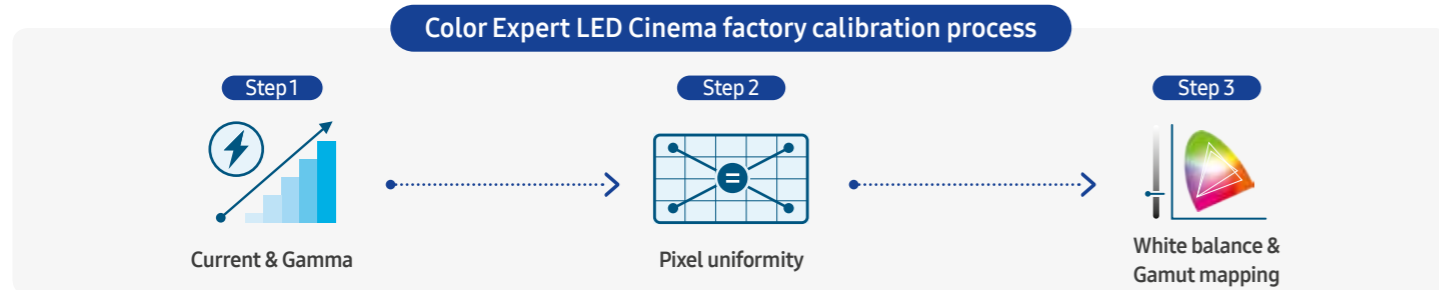 Color Expert LED Cinema factory calibration process
Step 1
Step 2
Step 3
=
Current & Gamma
Pixel uniformity
White balance &
Gamut mapping